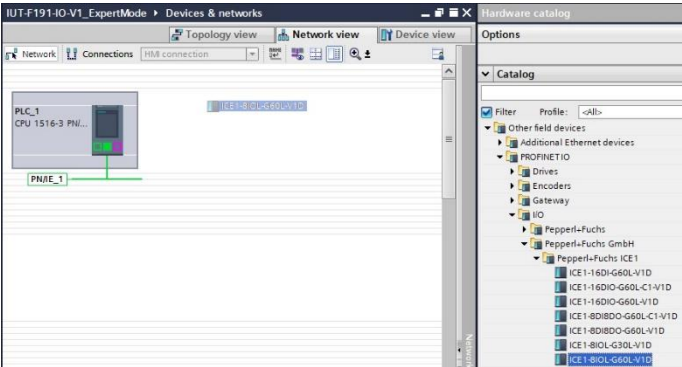 IUT-F191-IO-V1_ExpertMode ▸ Devices & networks
Topology view
Network view
Device view
Network
Connections
HMI connection
PLC_1
CPU 1516-3 PN/...
ICE1-8IOL-G60L-V1D
PN/IE_1
Network
Hardware catalog
Options
Catalog
Filter
Profile:
<All>
Other field devices
Additional Ethernet devices
PROFINET IO
Drives
Encoders
Gateway
I/O
Pepperl+Fuchs
Pepperl+Fuchs GmbH
Pepperl+Fuchs ICE1
ICE1-16DI-G60L-V1D
ICE1-16DIO-G60L-C1-V1D
ICE1-16DIO-G60L-V1D
ICE1-8DI8DO-G60L-C1-V1D
ICE1-8DI8DO-G60L-V1D
ICE1-8IOL-G30L-V1D
ICE1-8IOL-G60L-V1D